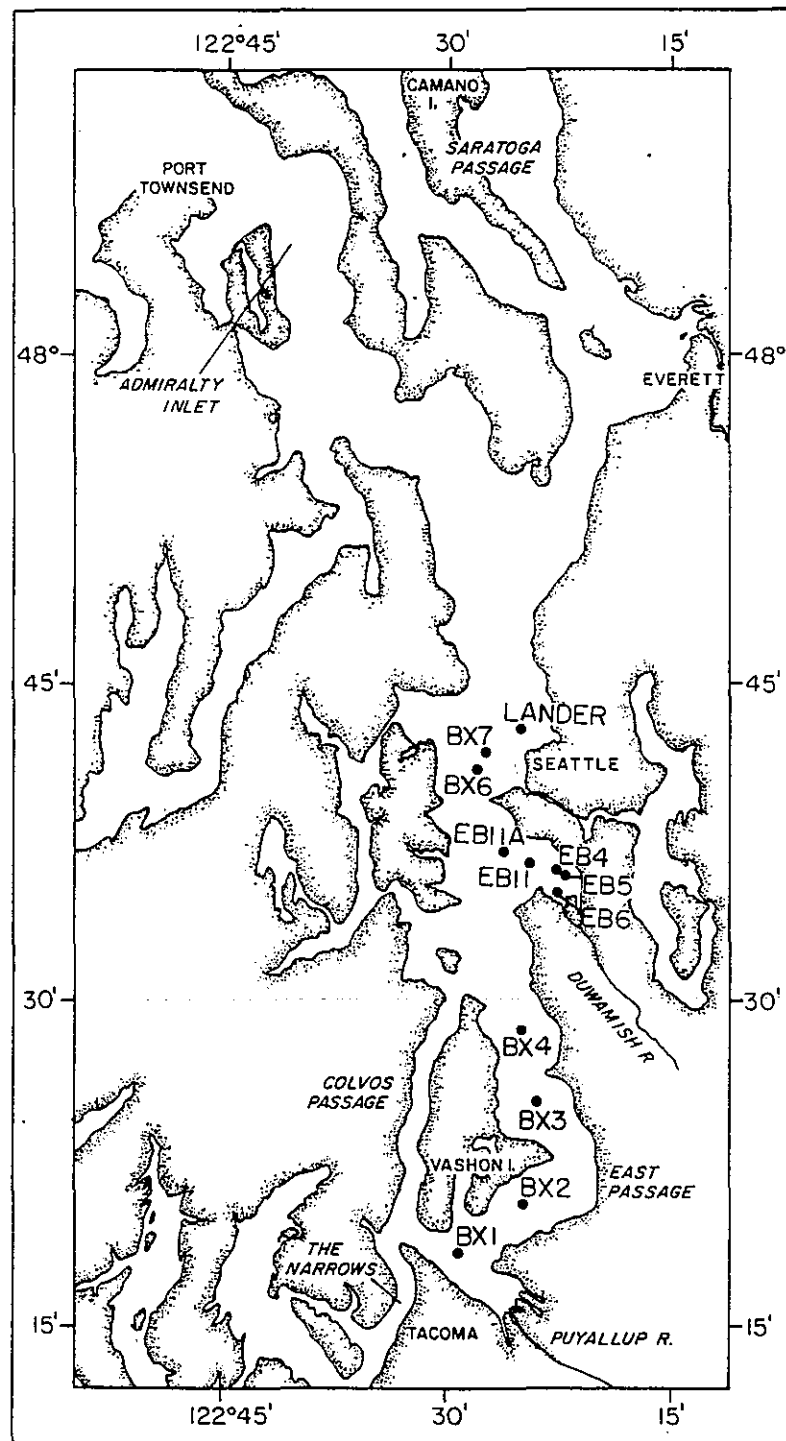 122°45'
30'
15'
CAMANO
I.
SARATOGA
PASSAGE
PORT
TOWNSEND
48°
ADMIRALTY
INLET
EVERETT
45'
45'
LANDER
BX7
SEATTLE
BX6
EB11A
EB4
EB11
EB5
EB6
30'
30'
DUWAMISH R.
BX4
COLVOS
PASSAGE
BX3
VASHON I.
EAST
PASSAGE
BX2
BX1
THE
NARROWS
15'
TACOMA
PUYALLUP R.
15'
122°45'
30'
15'